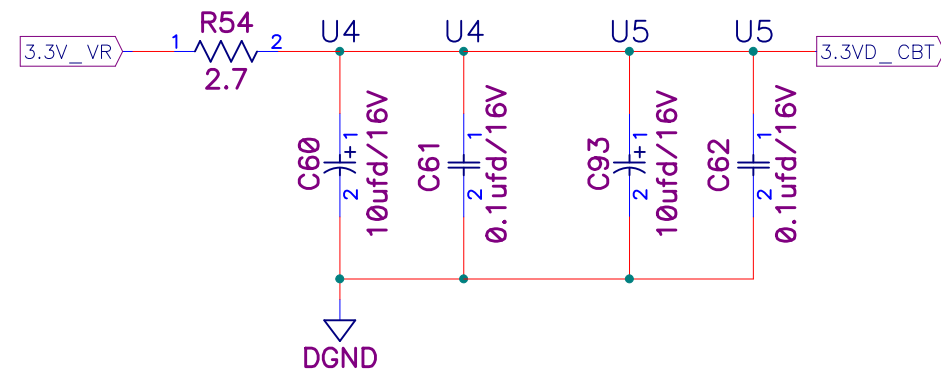 R54
U4
U4
U5
U5
3.3V_VR
1
2
3.3VD_CBT
2.7
C60
1
+
2
10ufd/16V
C61
1
2
0.1ufd/16V
C93
1
+
2
10ufd/16V
C62
1
2
0.1ufd/16V
DGND